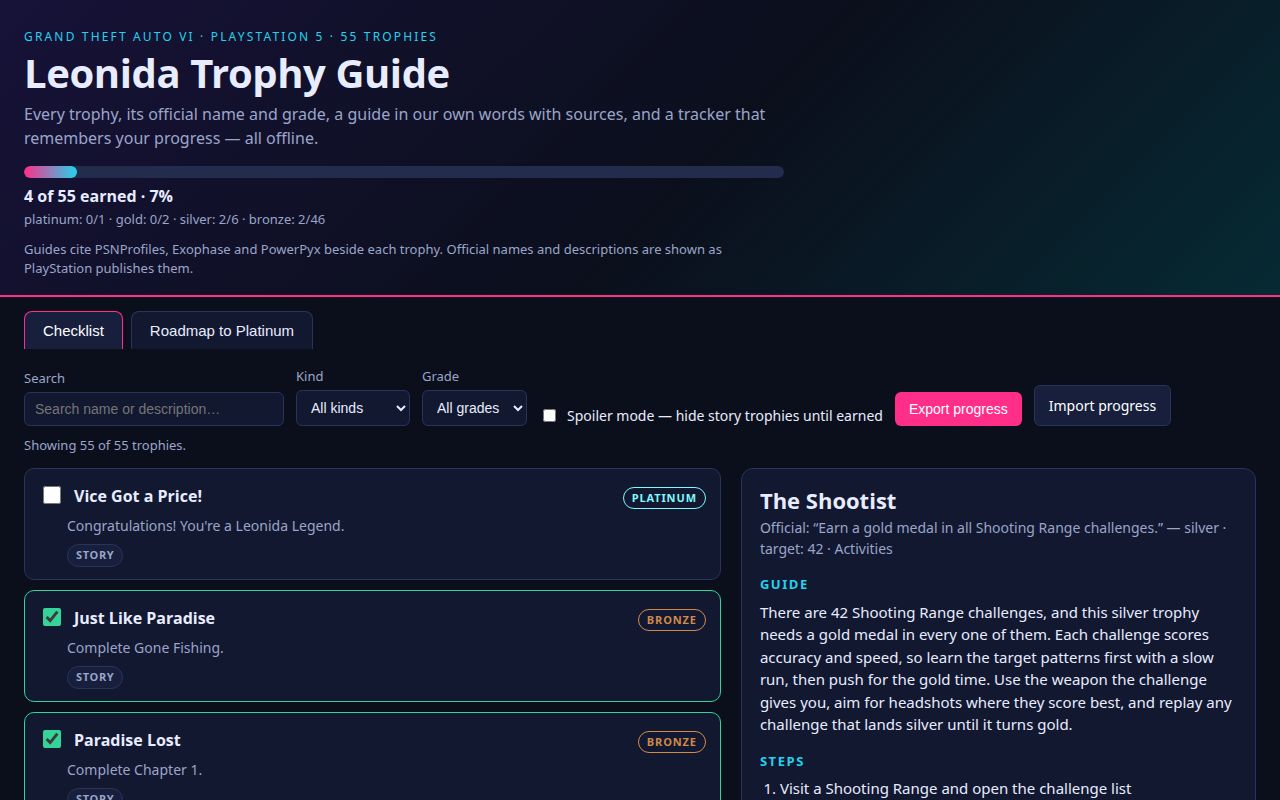 GRAND THEFT AUTO VI · PLAYSTATION 5 · 55 TROPHIES
Leonida Trophy Guide
Every trophy, its official name and grade, a guide in our own words with sources, and a tracker that
remembers your progress — all offline.
4 of 55 earned · 7%
platinum: 0/1 · gold: 0/2 · silver: 2/6 · bronze: 2/46
Guides cite PSNProfiles, Exophase and PowerPyx beside each trophy. Official names and descriptions are shown as
PlayStation publishes them.
Checklist
Roadmap to Platinum
Search
Kind
Grade
Search name or description…
All kinds
All grades
Spoiler mode — hide story trophies until earned
Export progress
Import progress
Showing 55 of 55 trophies.
Vice Got a Price!
PLATINUM
Congratulations! You're a Leonida Legend.
STORY
Just Like Paradise
BRONZE
Complete Gone Fishing.
STORY
Paradise Lost
BRONZE
Complete Chapter 1.
STORY
The Shootist
Official: “Earn a gold medal in all Shooting Range challenges.” — silver ·
target: 42 · Activities
GUIDE
There are 42 Shooting Range challenges, and this silver trophy
needs a gold medal in every one of them. Each challenge scores
accuracy and speed, so learn the target patterns first with a slow
run, then push for the gold time. Use the weapon the challenge
gives you, aim for headshots where they score best, and replay any
challenge that lands silver until it turns gold.
STEPS
1. Visit a Shooting Range and open the challenge list